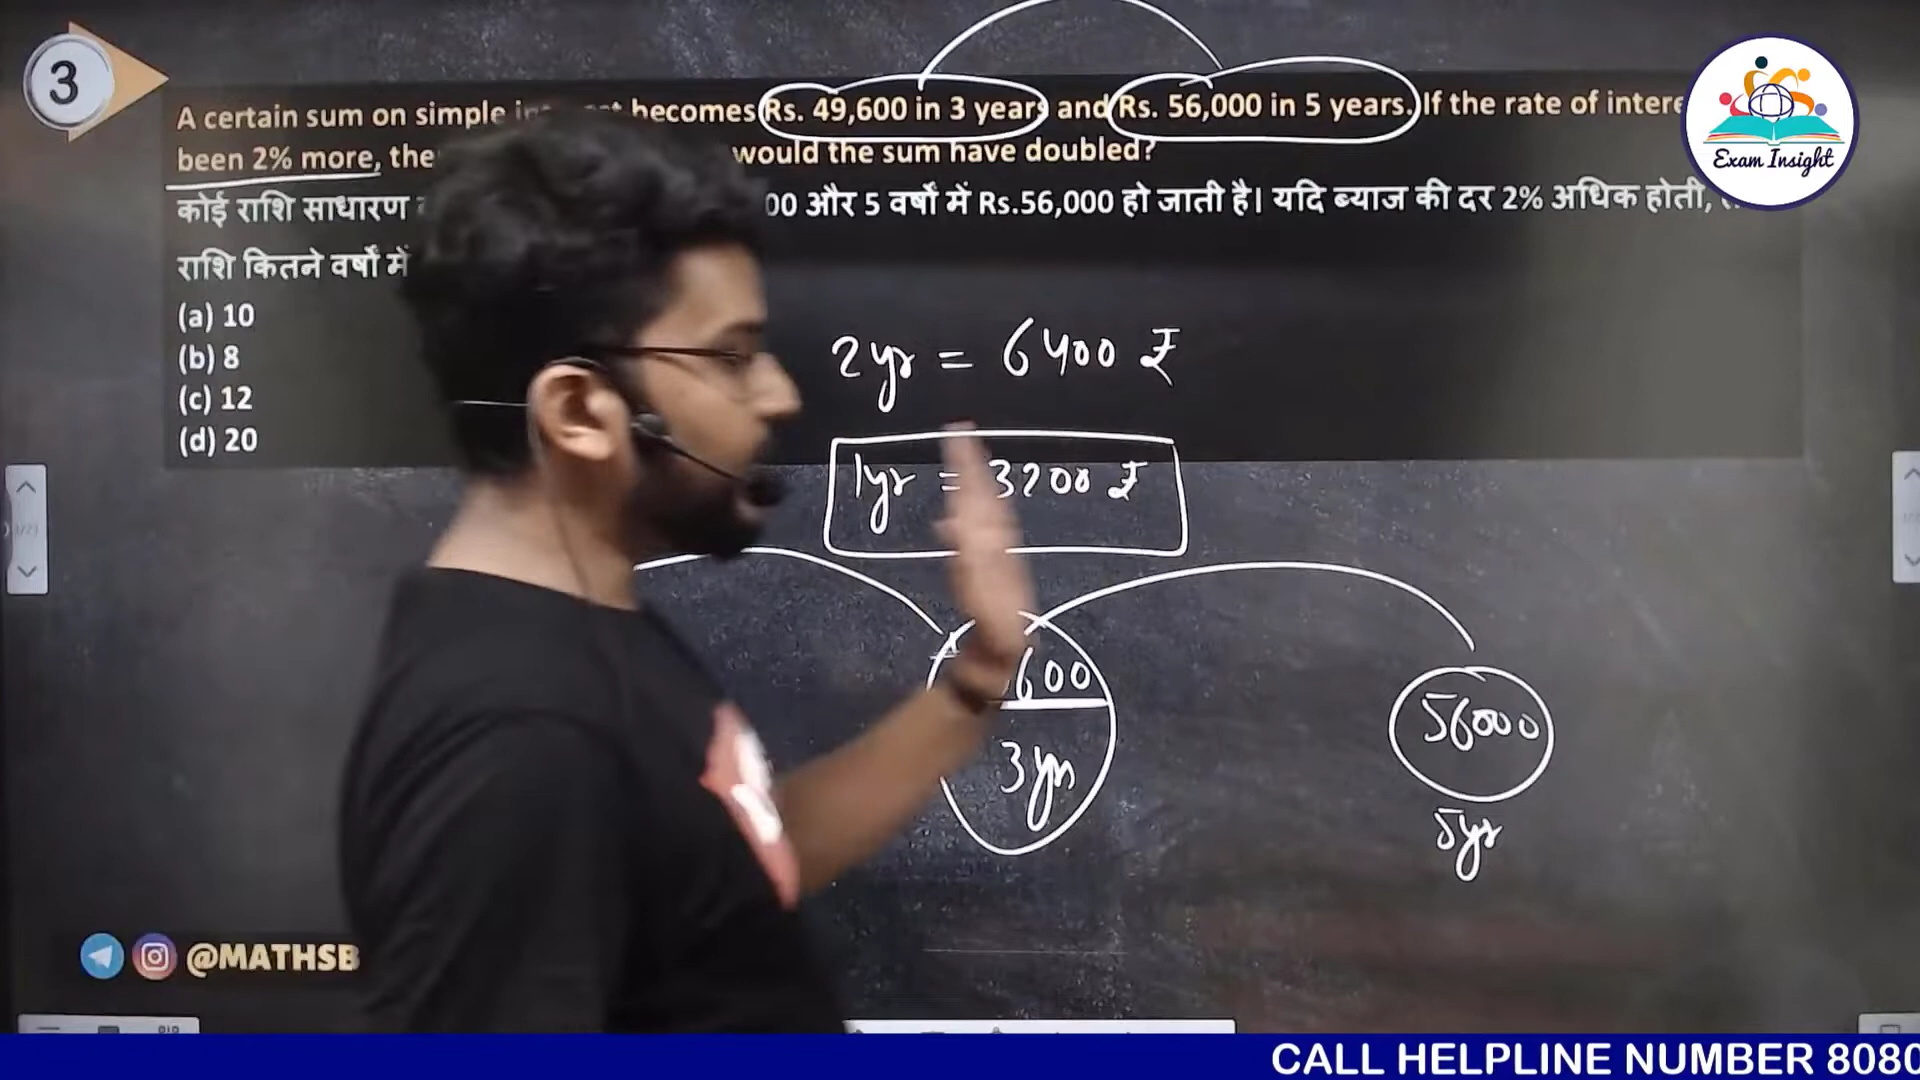 3
A certain sum on simple becomes Rs. 49,600 in 3 years and Rs. 56,000 in 5 years. If the rate of
been 2% more, would the sum have doubled?
कोई राशि साधारण 00 और 5 वर्षों में Rs.56,000 हो जाती है। यदि ब्याज की दर 2% अधिक होती,
राशि कितने वर्षों में
(a) 10
(b) 8
(c) 12
(d) 20
Exam Insight
2yr = 6400 ₹
1yr = 3200 ₹
600
3yr
56000
5yr
@MATHSB
CALL HELPLINE NUMBER 8080